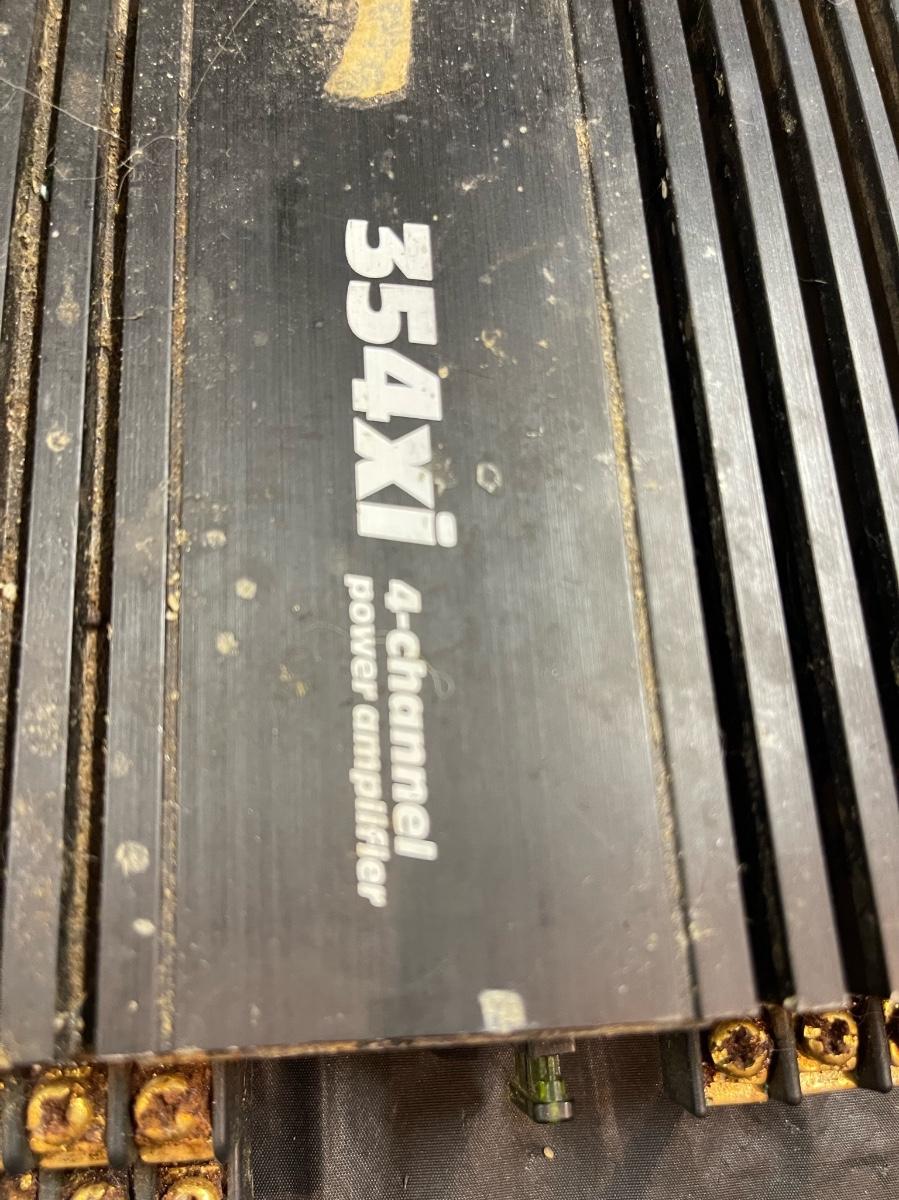 354xi
4-channel
power amplifier